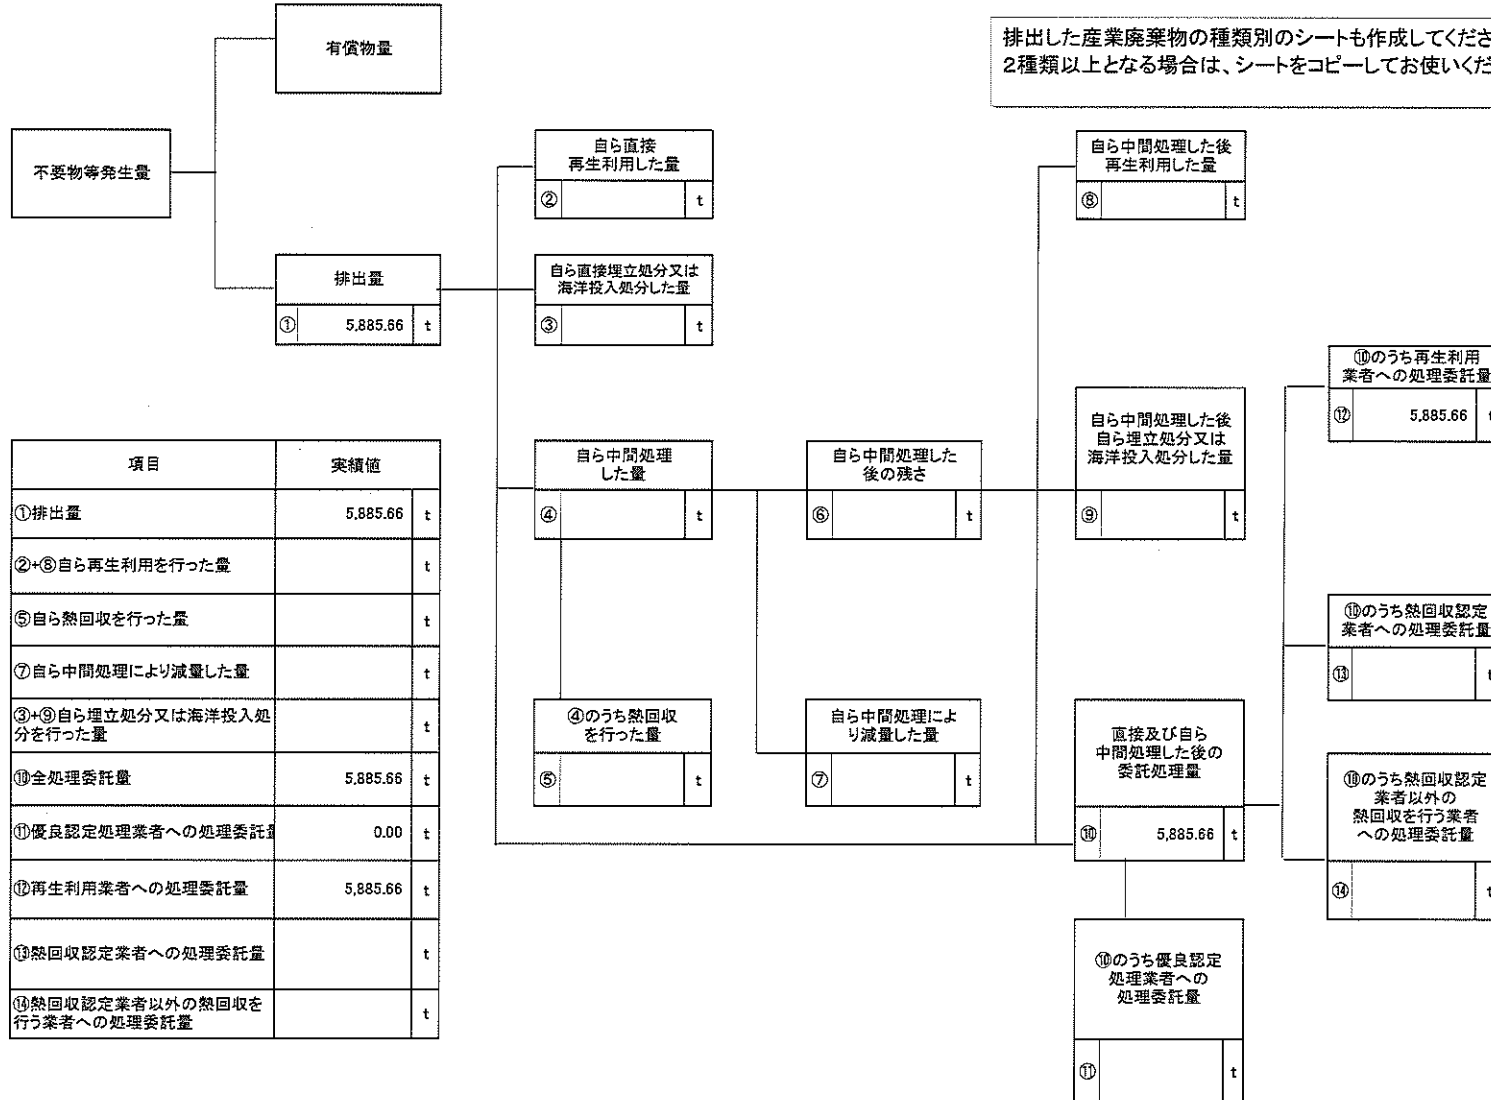 有償物量
排出した産業廃棄物の種類別のシートも作成してくださ
2種類以上となる場合は、シートをコピーしてお使いくだ
不要物等発生量
自ら直接
再生利用した量
② t
自ら中間処理した後
再生利用した量
⑧ t
排出量
① 5,885.66 t
自ら直接埋立処分又は
海洋投入処分した量
③ t
⑩のうち再生利用
業者への処理委託量
⑫ 5,885.66 t
自ら中間処理
した量
④ t
自ら中間処理した
後の残さ
⑥ t
自ら中間処理した後
自ら埋立処分又は
海洋投入処分した量
⑨ t
⑩のうち熱回収認定
業者への処理委託量
⑬ t
④のうち熱回収
を行った量
⑤ t
自ら中間処理によ
り減量した量
⑦ t
直接及び自ら
中間処理した後の
委託処理量
⑩ 5,885.66 t
⑩のうち熱回収認定
業者以外の
熱回収を行う業者
への処理委託量
⑭ t
⑩のうち優良認定
処理業者への
処理委託量
⑪ t
項目 実績値
①排出量 5,885.66 t
②+⑧自ら再生利用を行った量 t
⑤自ら熱回収を行った量 t
⑦自ら中間処理により減量した量 t
③+⑨自ら埋立処分又は海洋投入処
分を行った量 t
⑩全処理委託量 5,885.66 t
⑪優良認定処理業者への処理委託量 0.00 t
⑫再生利用業者への処理委託量 5,885.66 t
⑬熱回収認定業者への処理委託量 t
⑭熱回収認定業者以外の熱回収を
行う業者への処理委託量 t